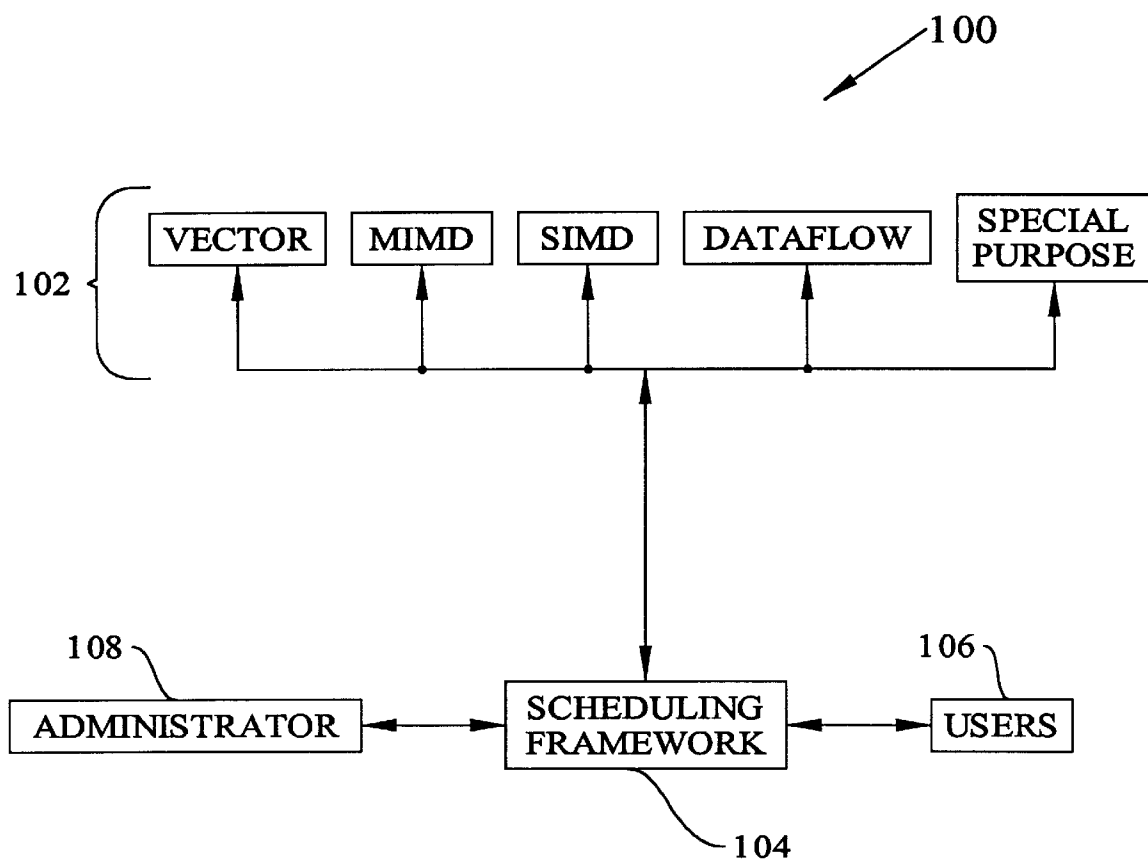 100
102
VECTOR
MIMD
SIMD
DATAFLOW
SPECIAL
PURPOSE
108
106
ADMINISTRATOR
SCHEDULING
FRAMEWORK
USERS
104